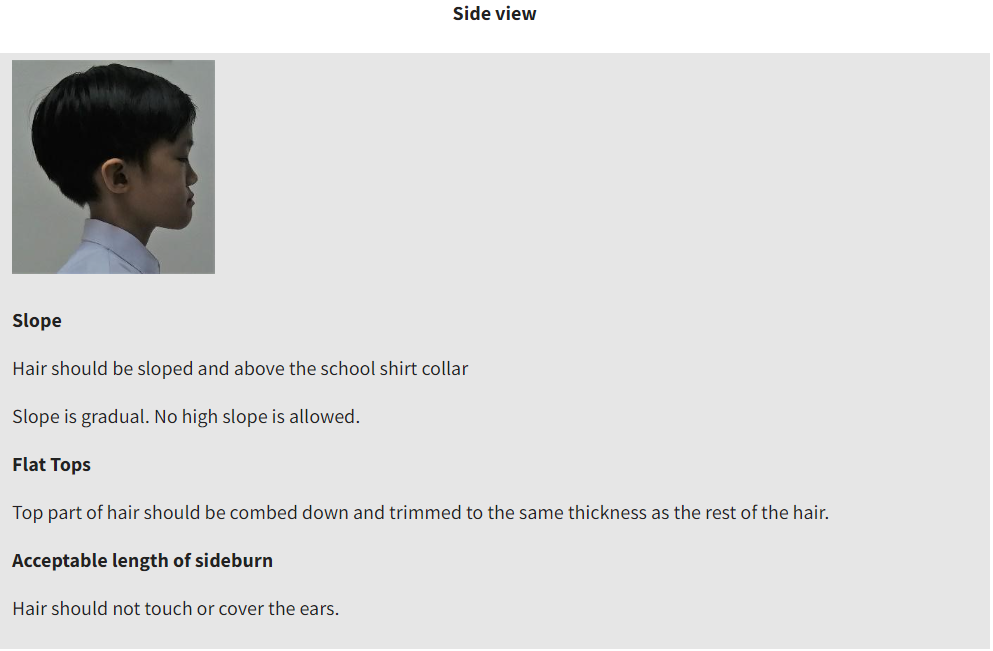 Side view
Slope
Hair should be sloped and above the school shirt collar
Slope is gradual. No high slope is allowed.
Flat Tops
Top part of hair should be combed down and trimmed to the same thickness as the rest of the hair.
Acceptable length of sideburn
Hair should not touch or cover the ears.